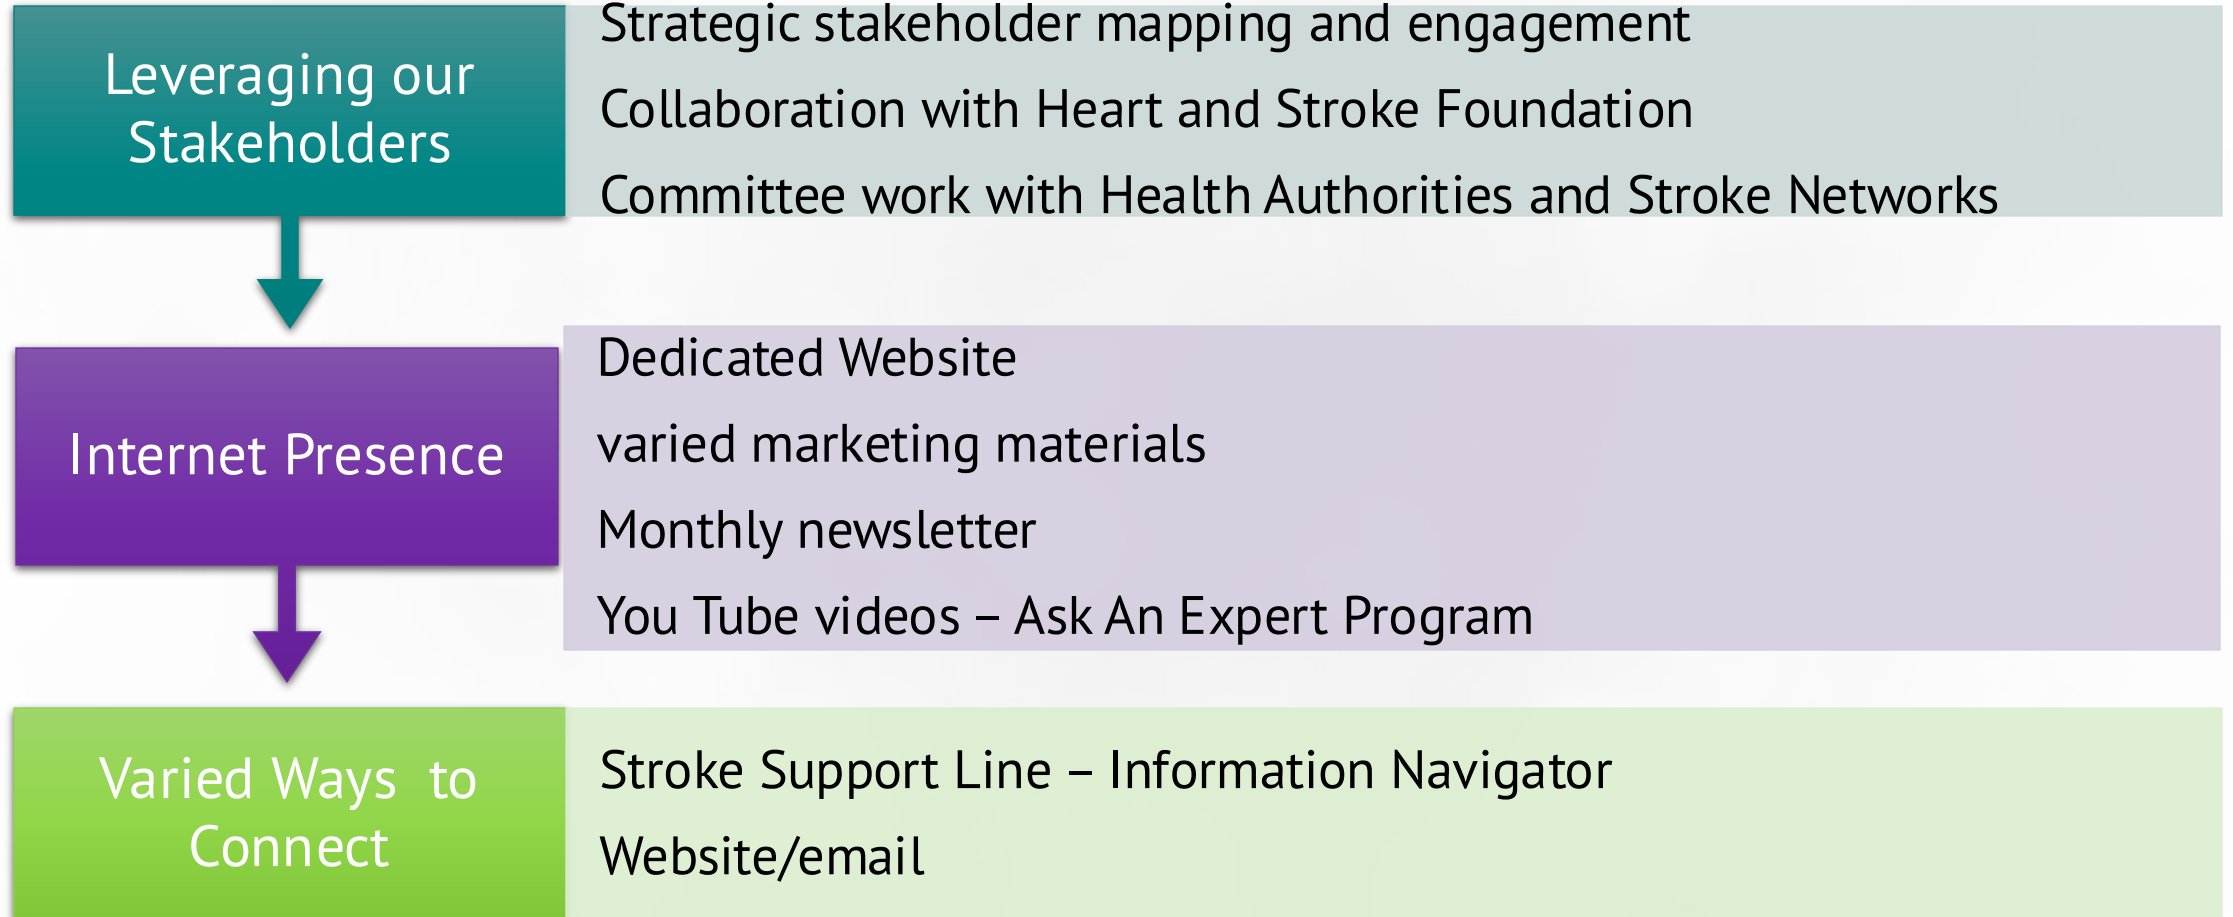 Leveraging our
Stakeholders
Strategic stakeholder mapping and engagement
Collaboration with Heart and Stroke Foundation
Committee work with Health Authorities and Stroke Networks
Internet Presence
Dedicated Website
varied marketing materials
Monthly newsletter
You Tube videos – Ask An Expert Program
Varied Ways  to
Connect
Stroke Support Line – Information Navigator
Website/email